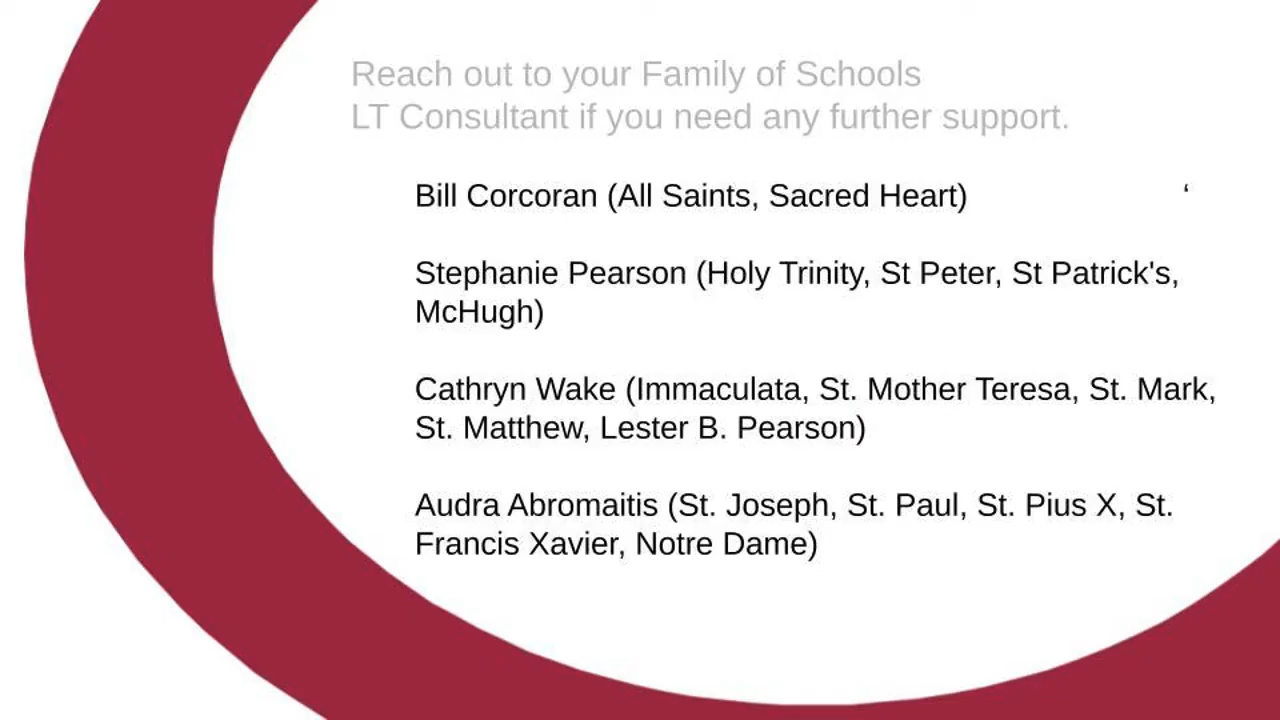 Reach out to your Family of Schools
LT Consultant if you need any further support.
Bill Corcoran (All Saints, Sacred Heart) ‘
Stephanie Pearson (Holy Trinity, St Peter, St Patrick's,
McHugh)
Cathryn Wake (Immaculata, St. Mother Teresa, St. Mark,
St. Matthew, Lester B. Pearson)
Audra Abromaitis (St. Joseph, St. Paul, St. Pius X, St.
Francis Xavier, Notre Dame)